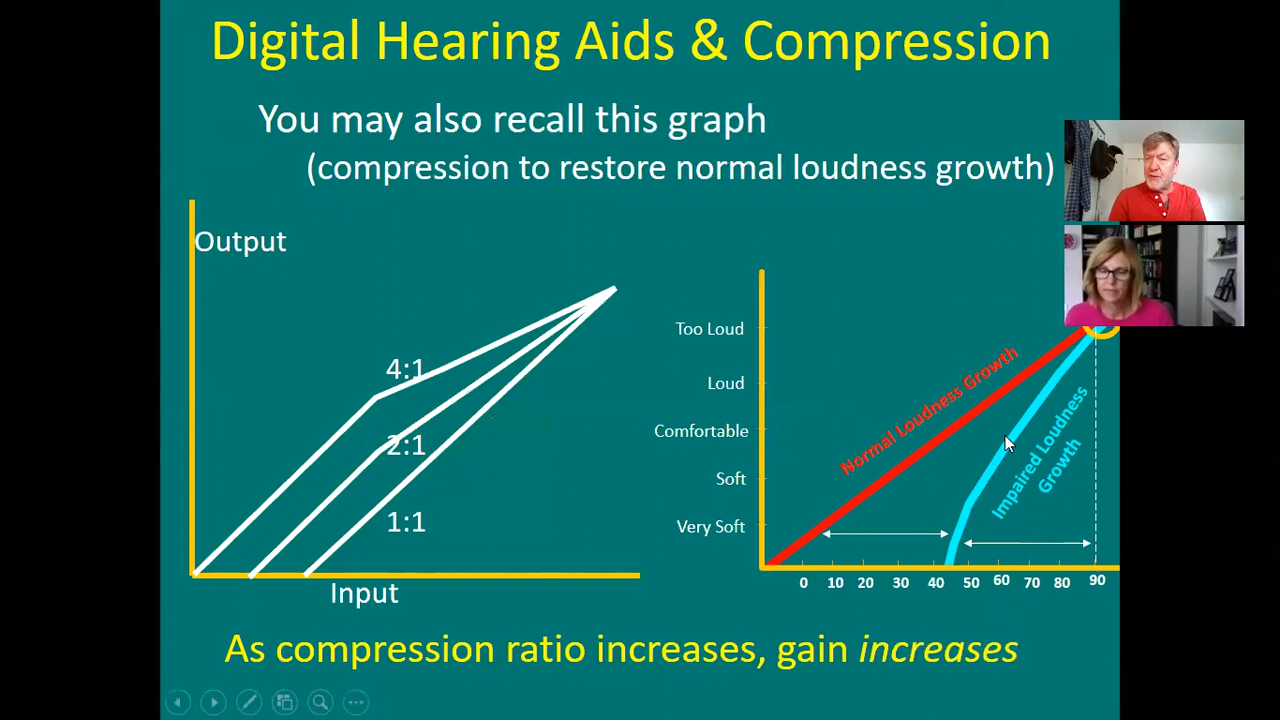 Digital Hearing Aids & Compression
You may also recall this graph
(compression to restore normal loudness growth)
Output
4:1
2:1
1:1
Input
Too Loud
Loud
Comfortable
Soft
Very Soft
Normal Loudness Growth
Impaired Loudness
Growth
0 10 20 30 40 50 60 70 80 90
As compression ratio increases, gain increases